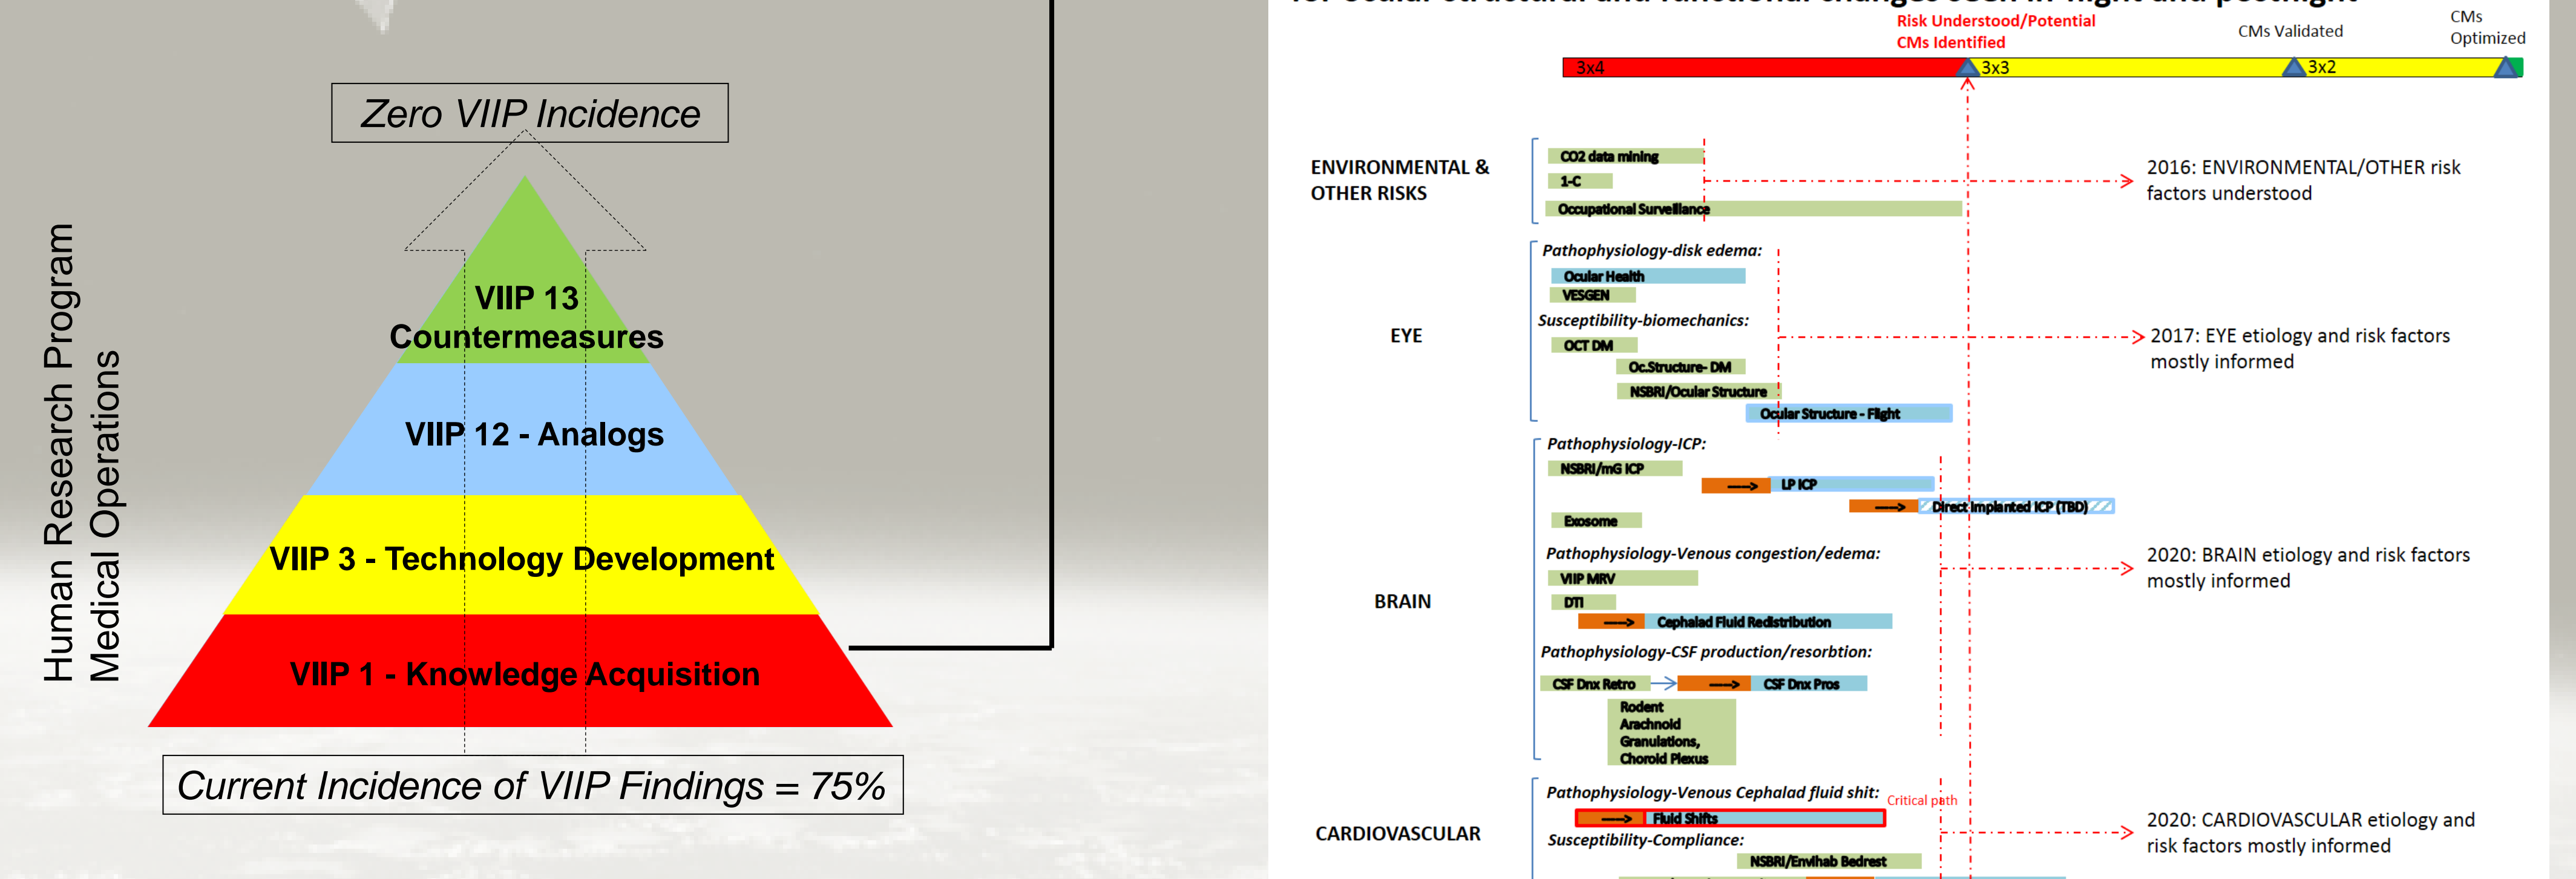 Zero VIIP Incidence
VIIP 13
Countermeasures
VIIP 12 - Analogs
VIIP 3 - Technology Development
VIIP 1 - Knowledge Acquisition
Current Incidence of VIIP Findings = 75%
Human Research Program
Medical Operations
Risk Understood/Potential
CMs Identified
CMs Validated
CMs
Optimized
3x4
3x3
3x2
ENVIRONMENTAL &
OTHER RISKS
CO2 data mining
1-C
Occupational Surveillance
2016: ENVIRONMENTAL/OTHER risk
factors understood
EYE
Pathophysiology-disk edema:
Ocular Health
VESGEN
Susceptibility-biomechanics:
OCT DM
Oc.Structure- DM
NSBRI/Ocular Structure
Ocular Structure - Flight
2017: EYE etiology and risk factors
mostly informed
BRAIN
Pathophysiology-ICP:
NSBRI/mG ICP
LP ICP
Direct Implanted ICP (TBD)
Exosome
Pathophysiology-Venous congestion/edema:
VIIP MRV
DTI
Cephalad Fluid Redistribution
Pathophysiology-CSF production/resorbtion:
CSF Dnx Retro
CSF Dnx Pros
Rodent
Arachnoid
Granulations,
Choroid Plexus
2020: BRAIN etiology and risk factors
mostly informed
CARDIOVASCULAR
Pathophysiology-Venous Cephalad fluid shit:
Critical path
Fluid Shifts
Susceptibility-Compliance:
NSBRI/Envihab Bedrest
2020: CARDIOVASCULAR etiology and
risk factors mostly informed